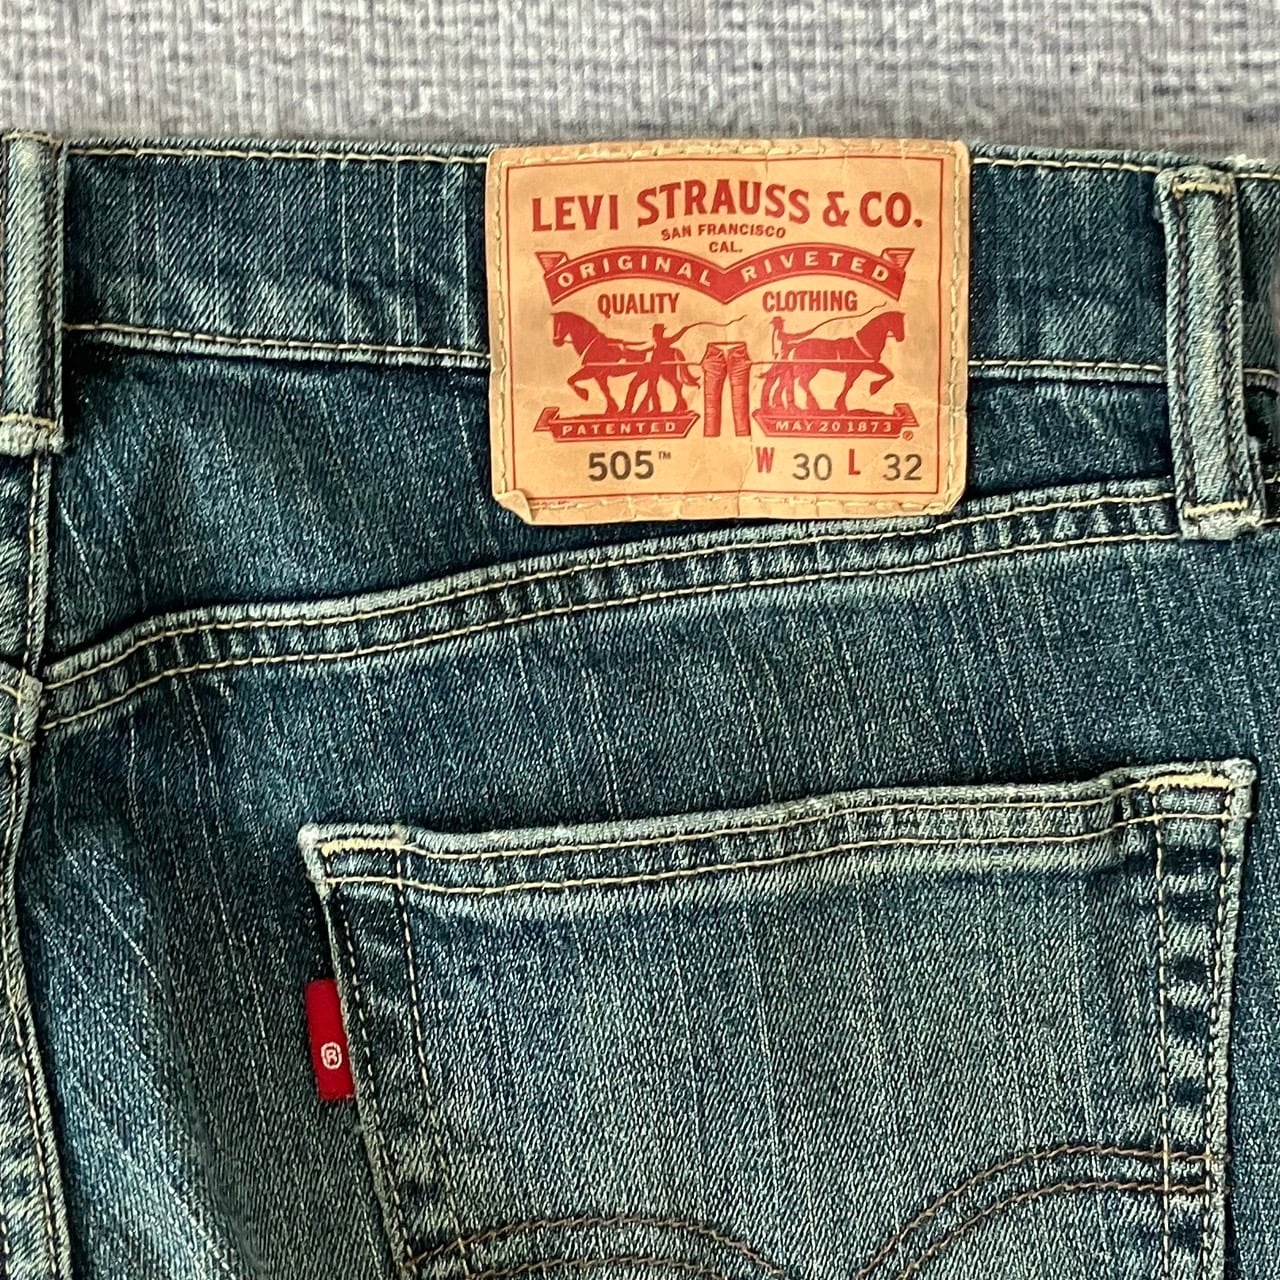 LEVI STRAUSS & CO.
SAN FRANCISCO
CAL.
ORIGINAL RIVETED
QUALITY CLOTHING
PATENTED MAY 20 1873 ®
505™ W 30 L 32
®